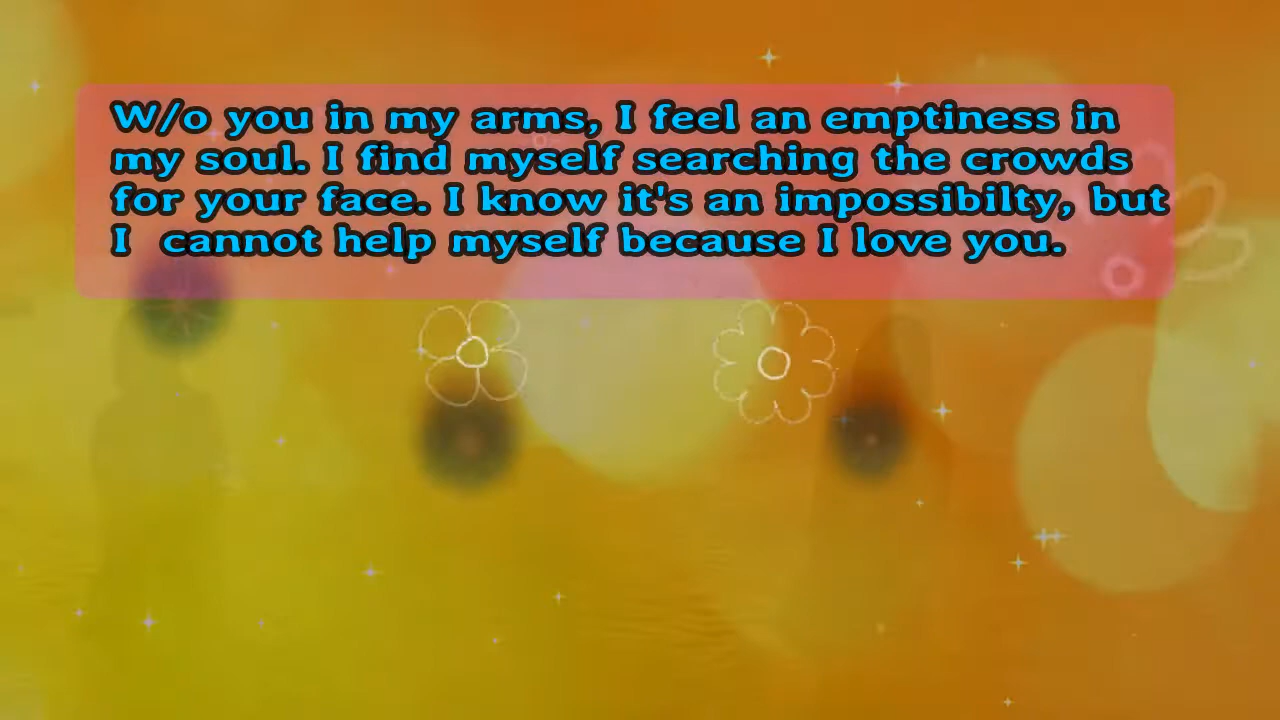 W/o you in my arms, I feel an emptiness in
my soul. I find myself searching the crowds
for your face. I know it's an impossibilty, but
I  cannot help myself because I love you.